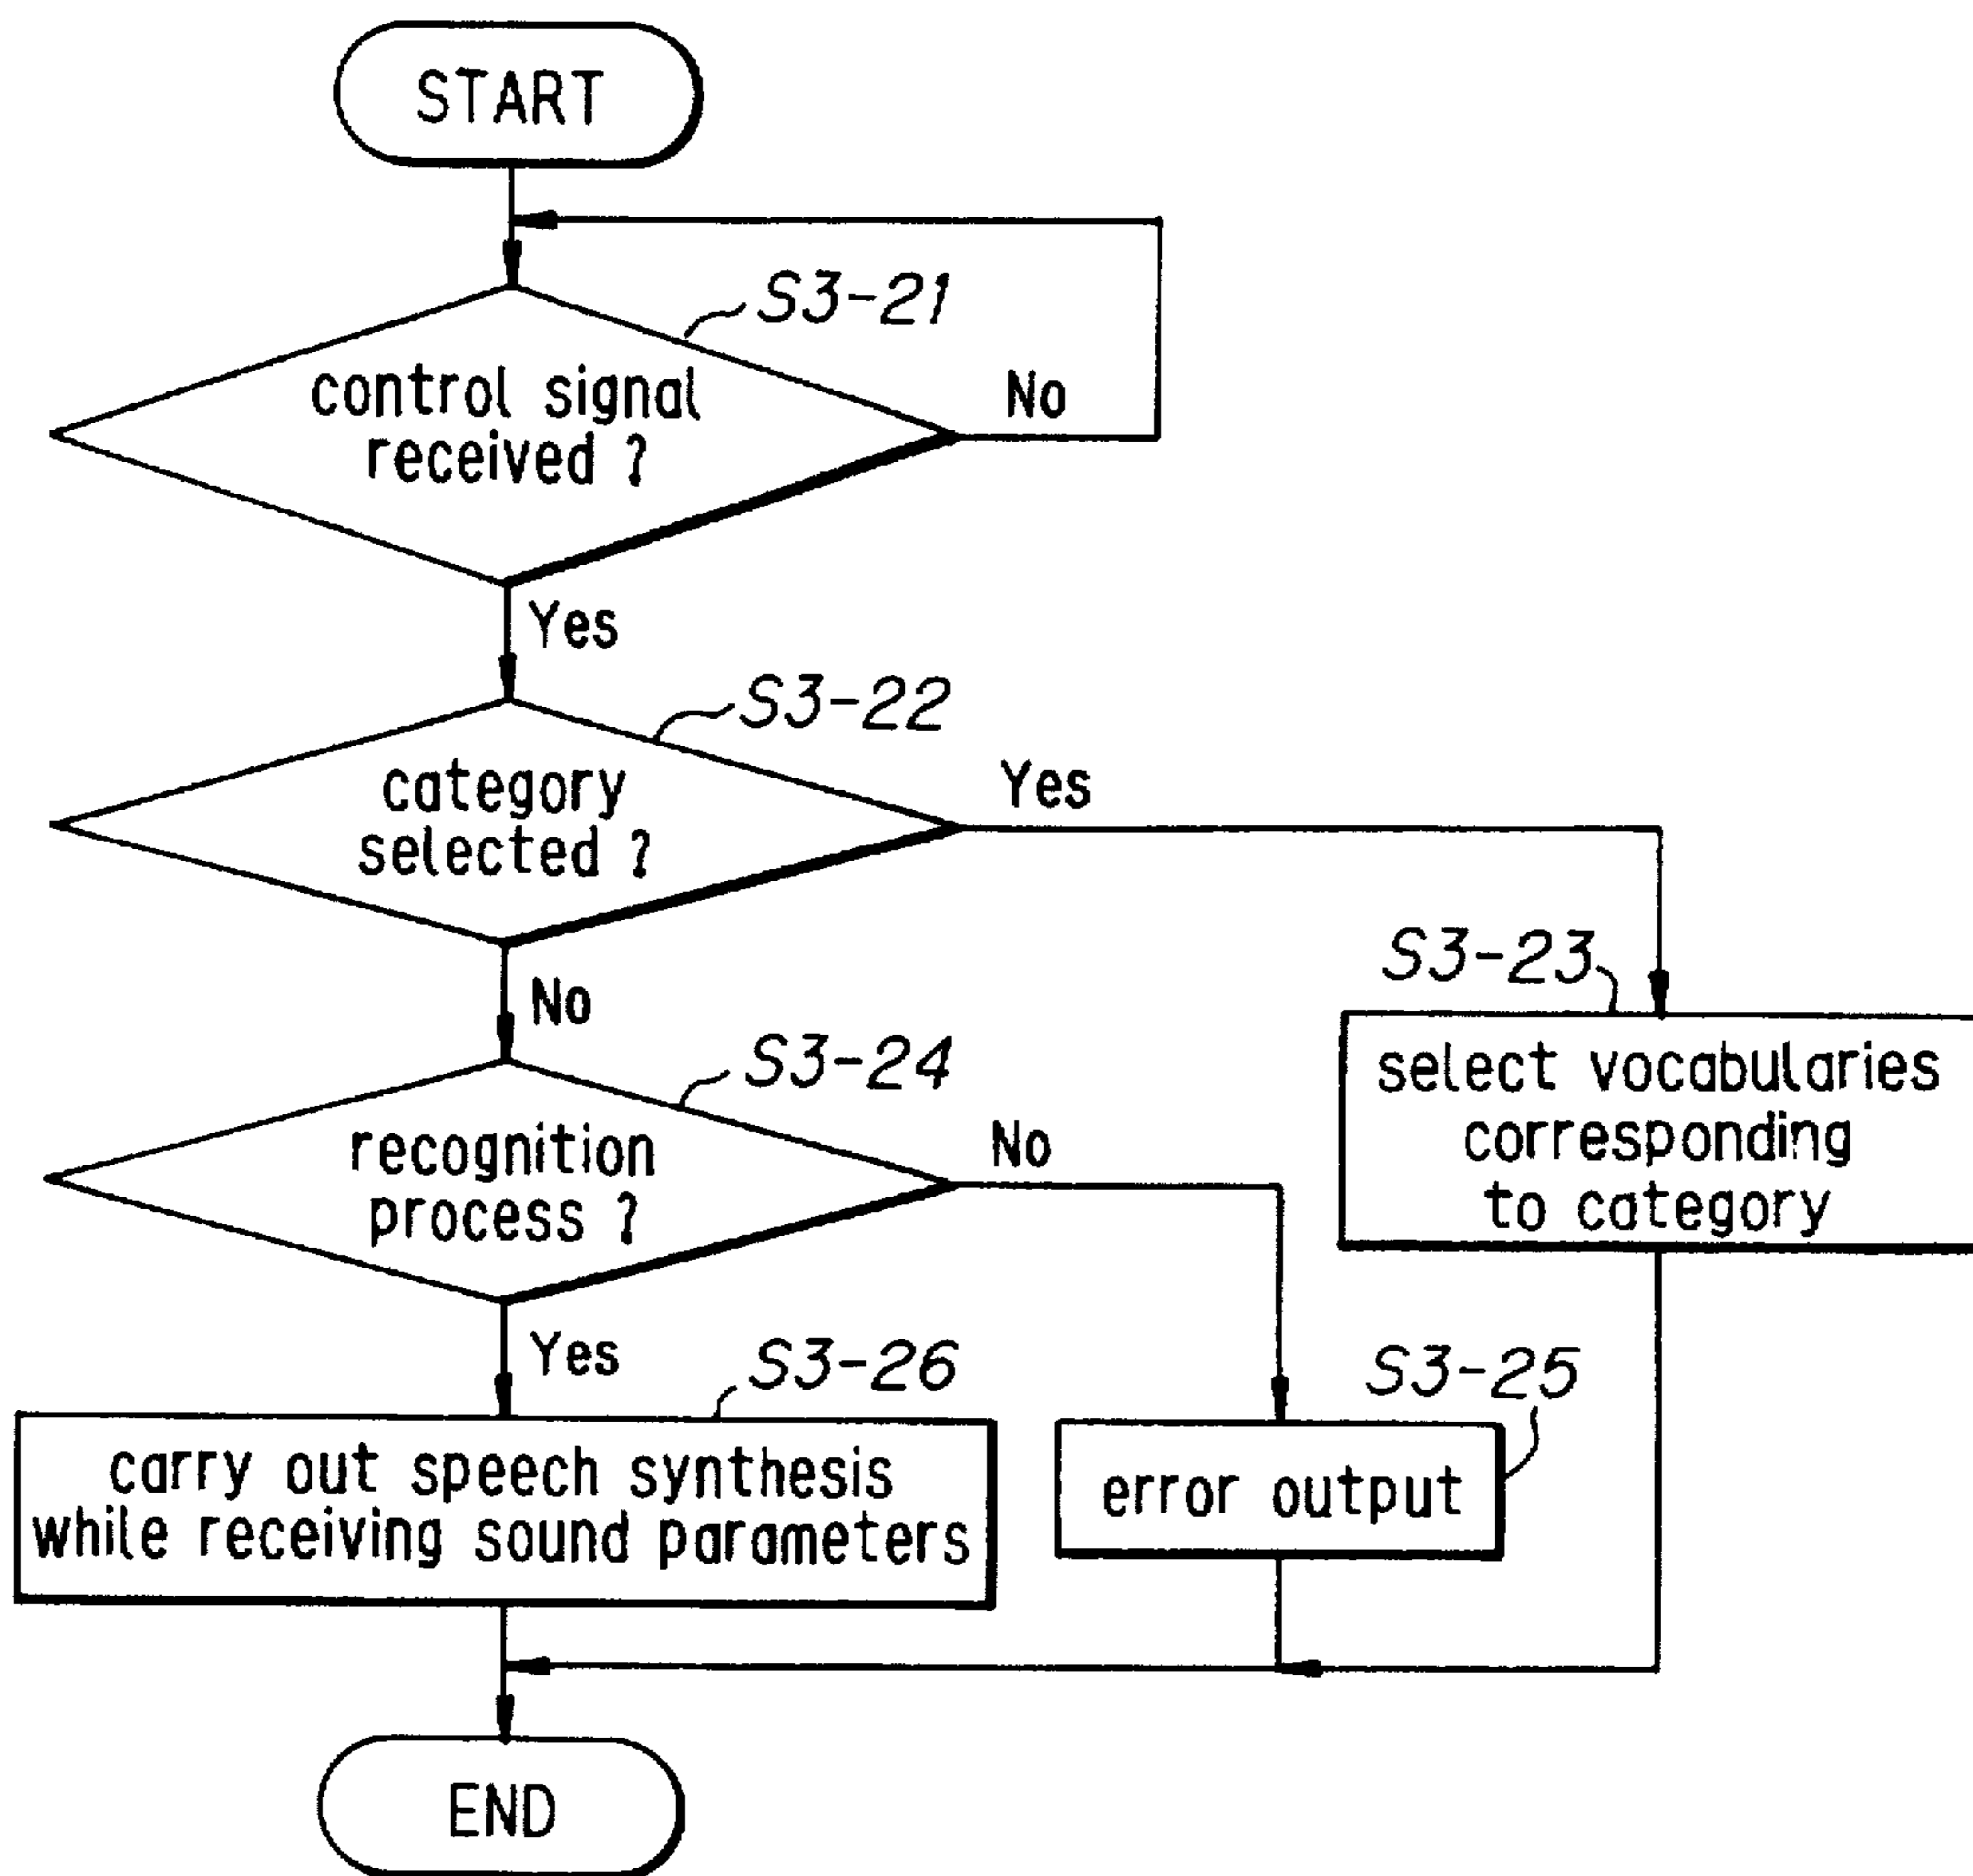 START
S3-21
control signal
received ?
No
Yes
S3-22
category
selected ?
Yes
No
S3-23
select vocabularies
corresponding
to category
S3-24
recognition
process ?
No
Yes
S3-26
carry out speech synthesis
while receiving sound parameters
S3-25
error output
END